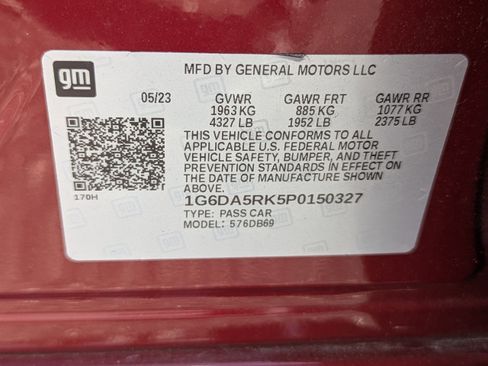 gm
MFD BY GENERAL MOTORS LLC
05/23 GVWR GAWR FRT GAWR RR
1963 KG 885 KG 1077 KG
4327 LB 1952 LB 2375 LB
THIS VEHICLE CONFORMS TO ALL
APPLICABLE U.S. FEDERAL MOTOR
VEHICLE SAFETY, BUMPER, AND THEFT
PREVENTION STANDARDS IN EFFECT ON
THE DATE OF MANUFACTURE SHOWN
ABOVE.
170H
1G6DA5RK5P0150327
TYPE: PASS CAR
MODEL: 576DB69